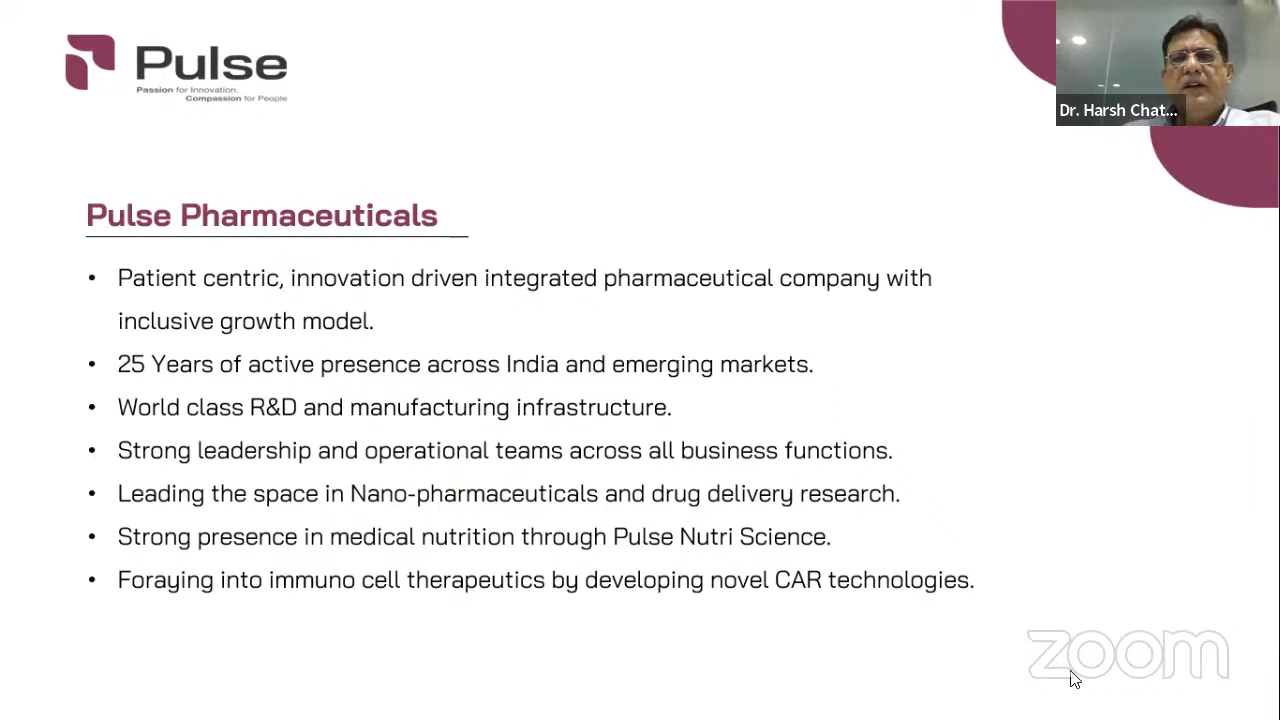 Pulse
Passion for Innovation.
Compassion for People
Dr. Harsh Chat...
Pulse Pharmaceuticals
• Patient centric, innovation driven integrated pharmaceutical company with
inclusive growth model.
• 25 Years of active presence across India and emerging markets.
• World class R&D and manufacturing infrastructure.
• Strong leadership and operational teams across all business functions.
• Leading the space in Nano-pharmaceuticals and drug delivery research.
• Strong presence in medical nutrition through Pulse Nutri Science.
• Foraying into immuno cell therapeutics by developing novel CAR technologies.
zoom